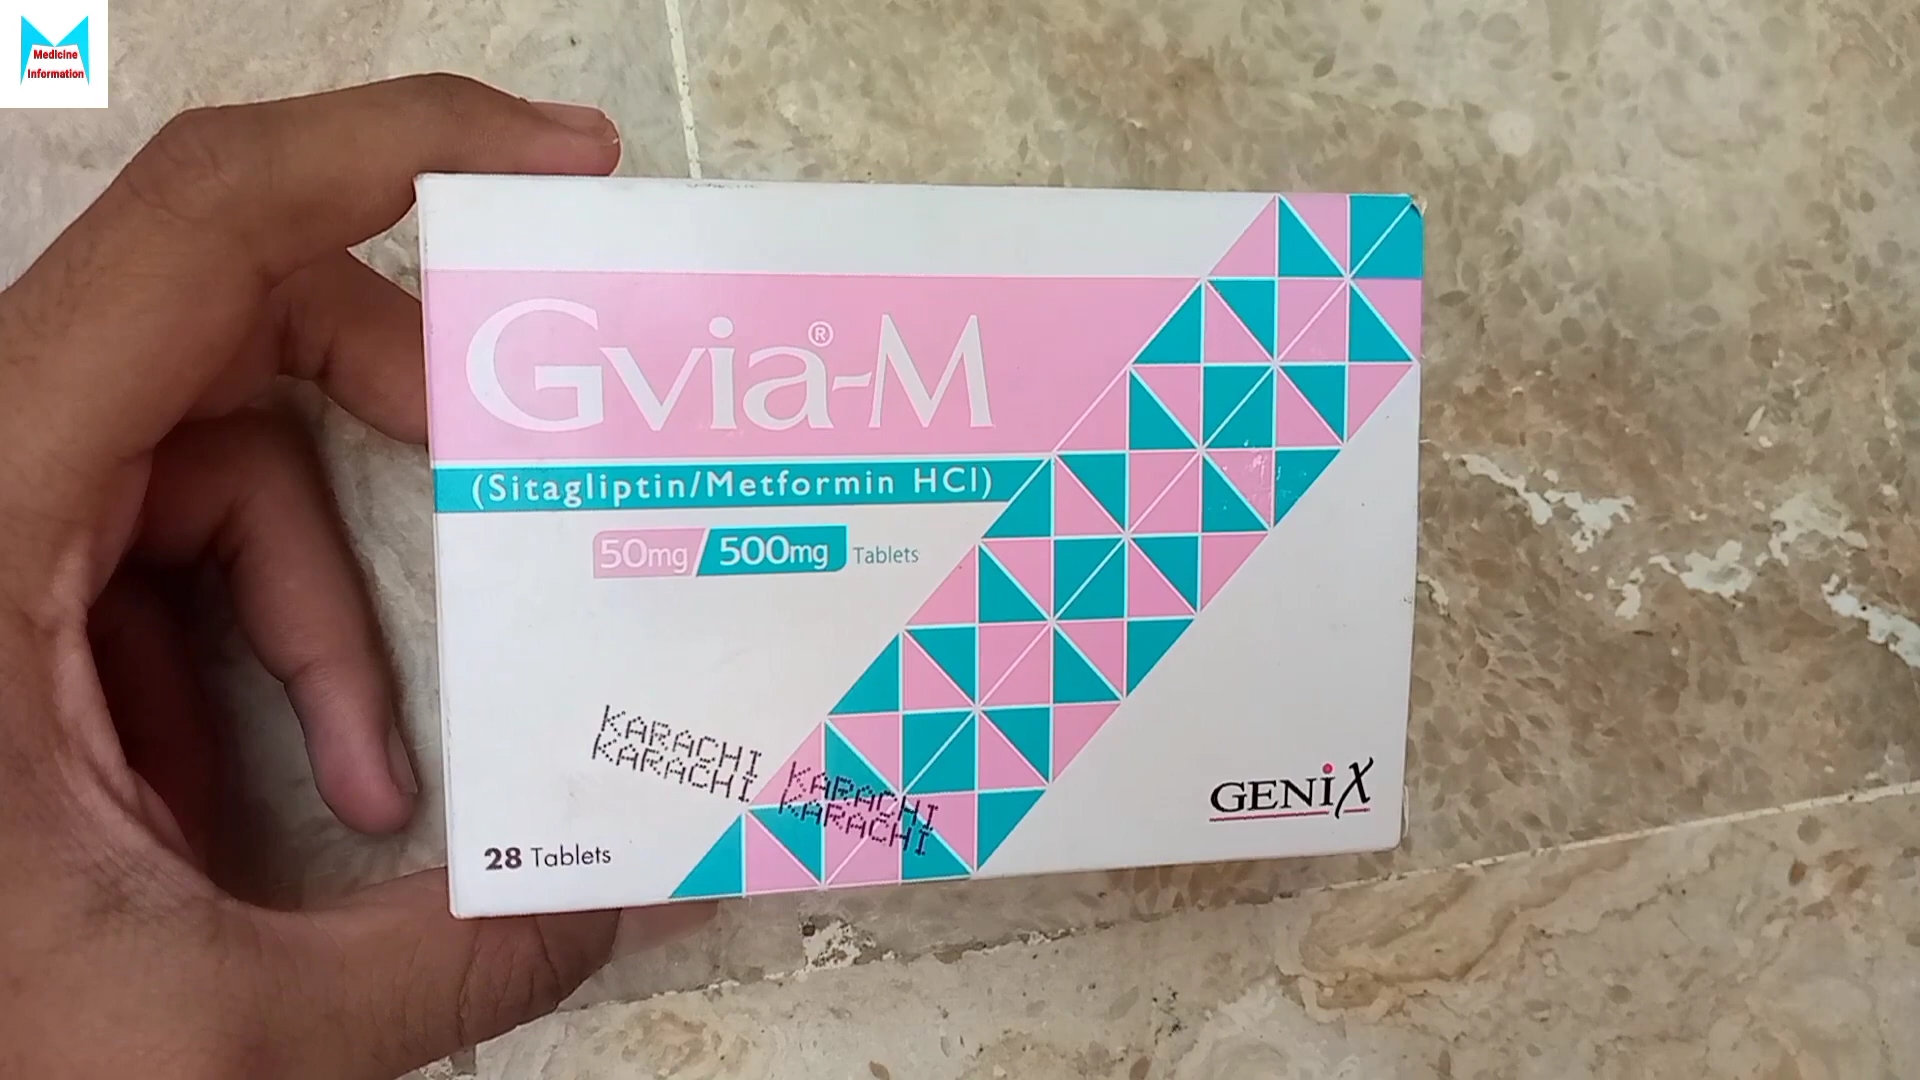 Medicine
Information
Gvia®-M
(Sitagliptin/Metformin HCl)
50mg/500mg Tablets
KARACHI
KARACHI
KARACHI
KARACHI
28 Tablets
GENiX